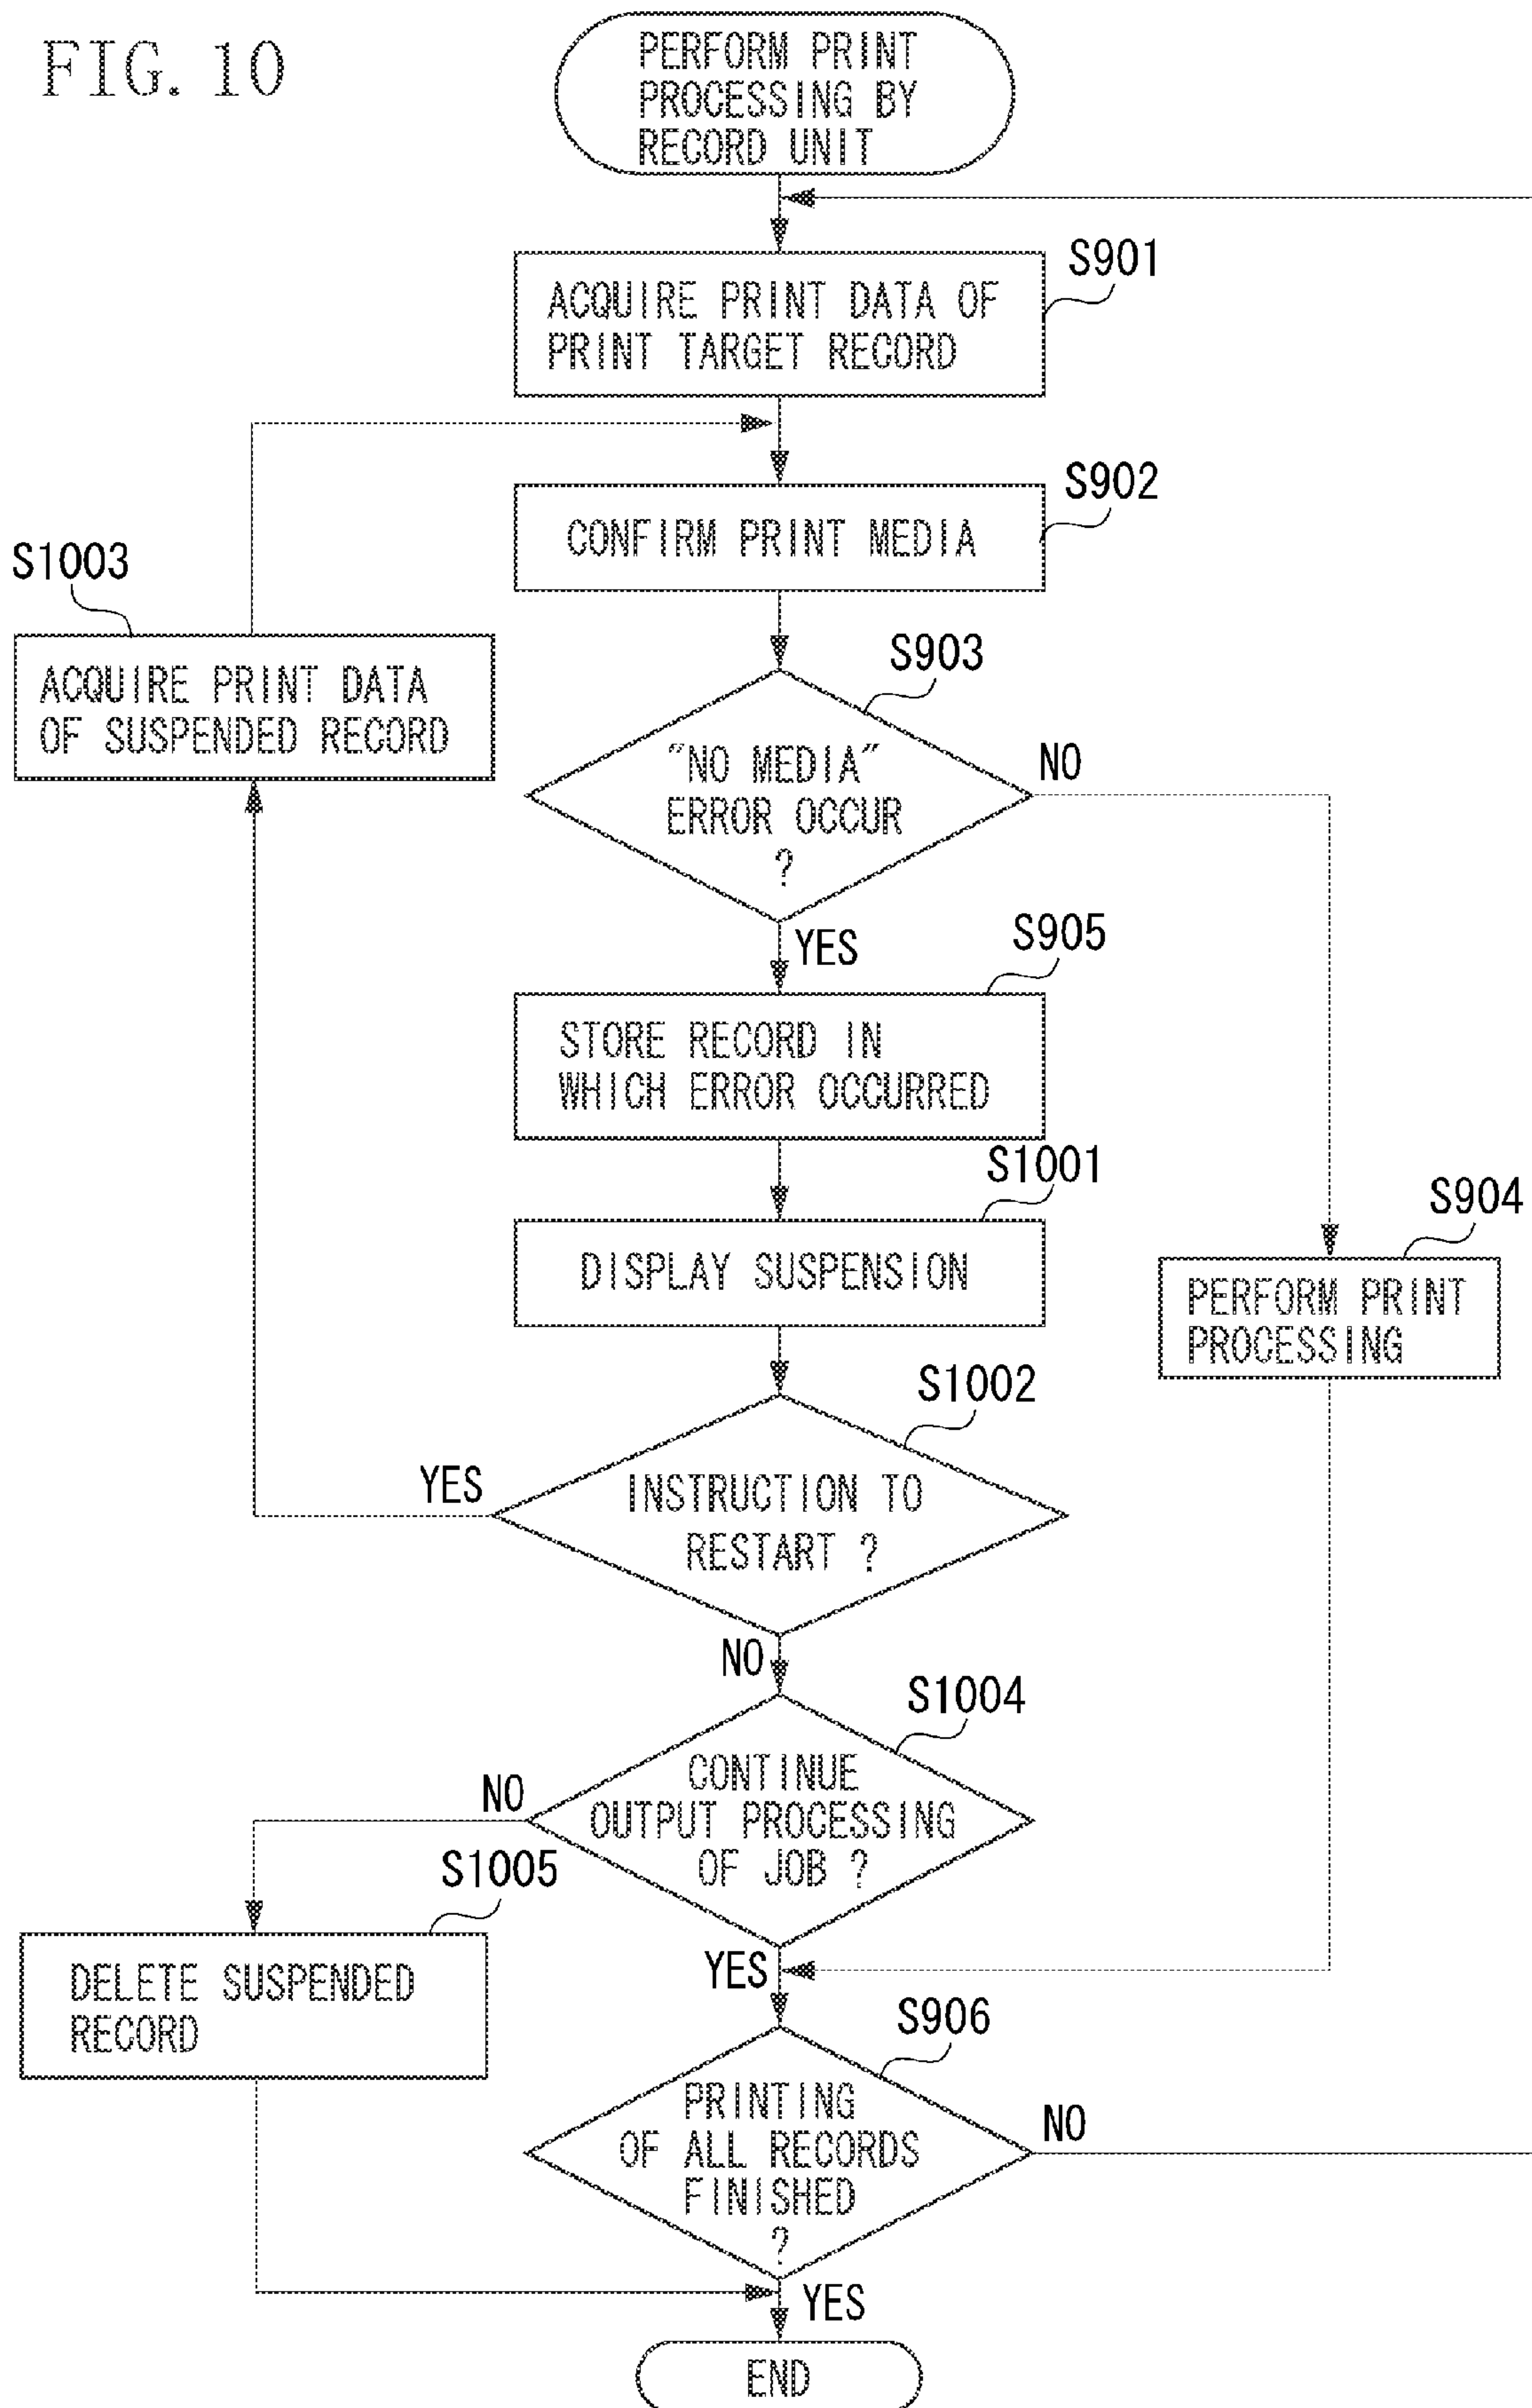 FIG. 10
PERFORM PRINT
PROCESSING BY
RECORD UNIT
S901
ACQUIRE PRINT DATA OF
PRINT TARGET RECORD
S902
CONFIRM PRINT MEDIA
S1003
ACQUIRE PRINT DATA
OF SUSPENDED RECORD
S903
"NO MEDIA"
ERROR OCCUR
?
NO
YES
S905
STORE RECORD IN
WHICH ERROR OCCURRED
S1001
DISPLAY SUSPENSION
S904
PERFORM PRINT
PROCESSING
S1002
YES
INSTRUCTION TO
RESTART ?
NO
S1004
NO
CONTINUE
OUTPUT PROCESSING
OF JOB ?
S1005
DELETE SUSPENDED
RECORD
YES
S906
PRINTING
OF ALL RECORDS
FINISHED
?
NO
YES
END